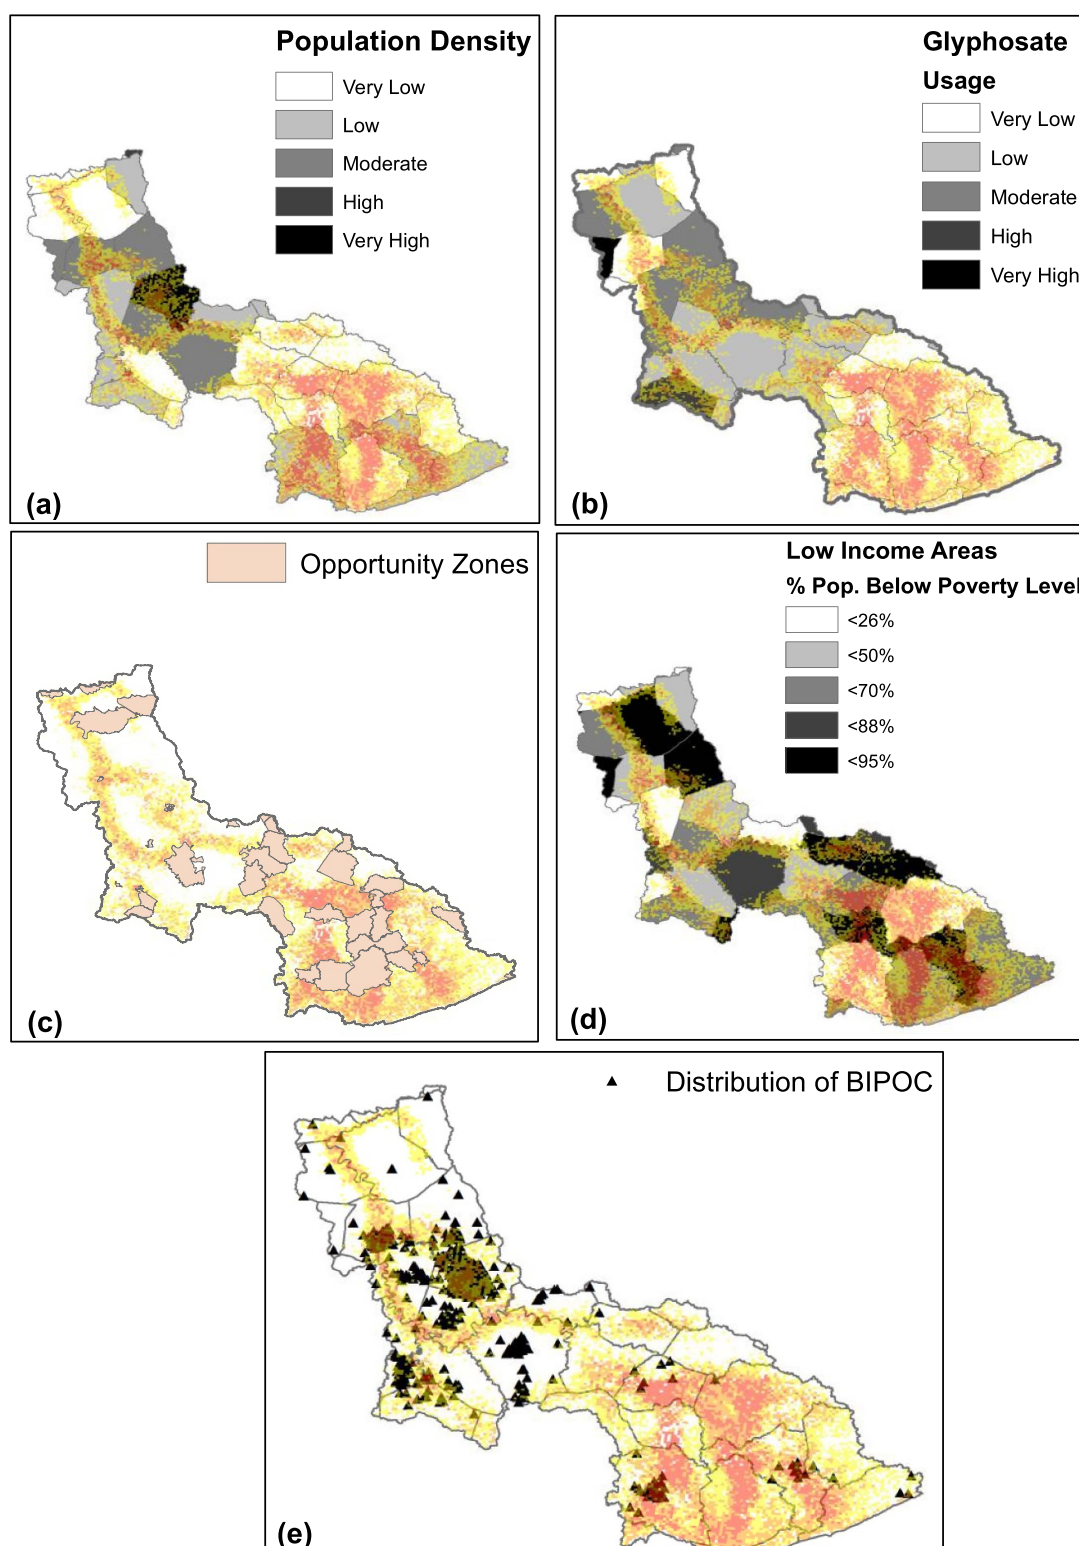 Population Density
Very Low
Low
Moderate
High
Very High
(a)
Glyphosate
Usage
Very Low
Low
Moderate
High
Very High
(b)
Opportunity Zones
(c)
Low Income Areas
% Pop. Below Poverty Level
<26%
<50%
<70%
<88%
<95%
(d)
Distribution of BIPOC
(e)